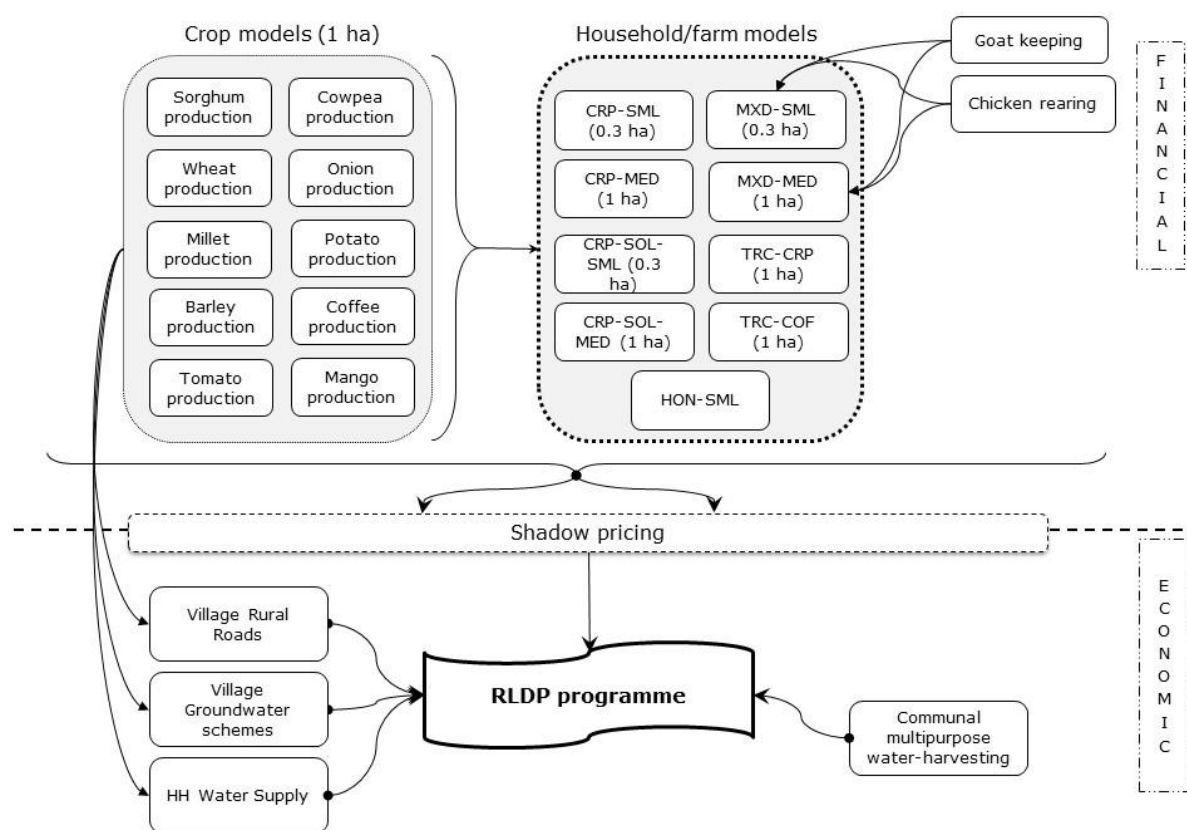 Crop models (1 ha)
Household/farm models
Goat keeping
Chicken rearing
F
I
N
A
N
C
I
A
L
Sorghum
production
Cowpea
production
Wheat
production
Onion
production
Millet
production
Potato
production
Barley
production
Coffee
production
Tomato
production
Mango
production
CRP-SML
(0.3 ha)
MXD-SML
(0.3 ha)
CRP-MED
(1 ha)
MXD-MED
(1 ha)
CRP-SOL-
SML (0.3
ha)
TRC-CRP
(1 ha)
CRP-SOL-
MED (1 ha)
TRC-COF
(1 ha)
HON-SML
Shadow pricing
E
C
O
N
O
M
I
C
Village Rural
Roads
Village
Groundwater
schemes
HH Water Supply
RLDP programme
Communal
multipurpose
water-harvesting